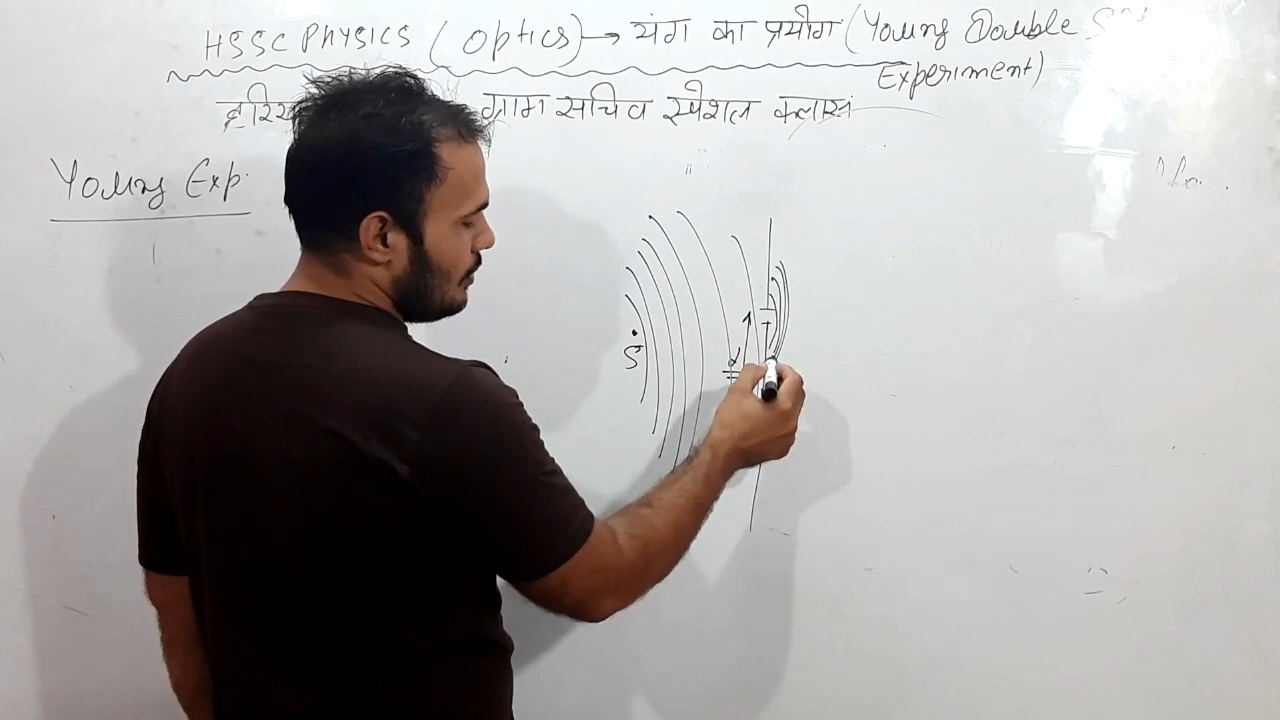 HSSC PHYSICS (Optics) → यंग का प्रयोग (Young Double
Experiment)
ग्राम सचिव स्पेशल क्लास
Young Exp.
S
d